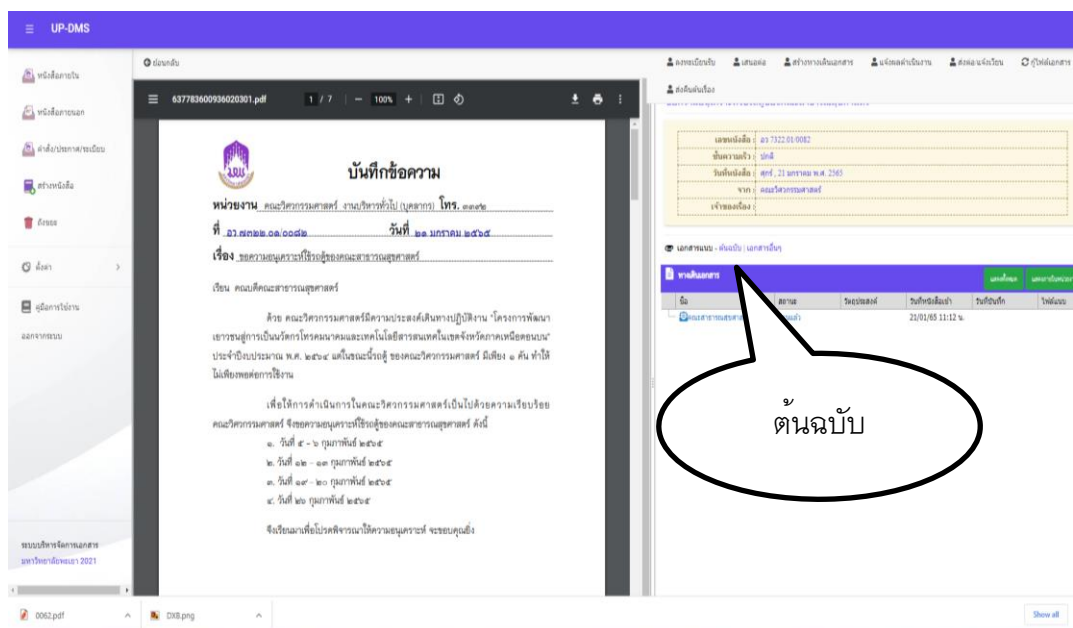 UP-DMS
หนังสือภายใน
หนังสือภายนอก
คำสั่ง/ประกาศ/ระเบียบ
สร้างหนังสือ
ถังขยะ
ตั้งค่า
คู่มือการใช้งาน
ออกจากระบบ
ระบบบริหารจัดการเอกสาร
มหาวิทยาลัยพะเยา 2021
ย้อนกลับ
637783600936020301.pdf 1 / 7 100%
บันทึกข้อความ
หน่วยงาน คณะวิศวกรรมศาสตร์ งานบริหารทั่วไป (บุคลากร) โทร.
ที่ อว ๗๓๒๒.๐๑/๐๐๘๒ วันที่ ๒๑ มกราคม ๒๕๖๕
เรื่อง ขอความอนุเคราะห์ใช้รถตู้ของคณะสาธารณสุขศาสตร์
เรียน คณบดีคณะสาธารณสุขศาสตร์
ด้วย คณะวิศวกรรมศาสตร์มีความประสงค์เดินทางปฏิบัติงาน "โครงการพัฒนา
เยาวชนสู่การเป็นนวัตกรโทรคมนาคมและเทคโนโลยีสารสนเทศในเขตจังหวัดภาคเหนือตอนบน"
ประจำปีงบประมาณ พ.ศ. ๒๕๖๔ แต่ในขณะนี้รถตู้ ของคณะวิศวกรรมศาสตร์ มีเพียง ๑ คัน ทำให้
ไม่เพียงพอต่อการใช้งาน
เพื่อให้การดำเนินการในคณะวิศวกรรมศาสตร์เป็นไปด้วยความเรียบร้อย
คณะวิศวกรรมศาสตร์ จึงขอความอนุเคราะห์ใช้รถตู้ของคณะสาธารณสุขศาสตร์ ดังนี้
๑. วันที่ ๕ - ๖ กุมภาพันธ์ ๒๕๖๕
๒. วันที่ ๑๒ - ๑๓ กุมภาพันธ์ ๒๕๖๕
๓. วันที่ ๑๙ - ๒๐ กุมภาพันธ์ ๒๕๖๕
๔. วันที่ ๒๖ กุมภาพันธ์ ๒๕๖๕
จึงเรียนมาเพื่อโปรดพิจารณาให้ความอนุเคราะห์ จะขอบคุณยิ่ง
ลงทะเบียนรับ เสนอต่อ สร้างทางเดินเอกสาร แจ้งผลดำเนินงาน ส่งต่อ/แจ้งเวียน กู้ไฟล์เอกสาร
ส่งคืนต้นเรื่อง
เลขหนังสือ : อว 7322.01/0082
ชั้นความเร็ว : ปกติ
วันที่หนังสือ : ศุกร์ , 21 มกราคม พ.ศ. 2565
จาก : คณะวิศวกรรมศาสตร์
เจ้าของเรื่อง :
เอกสารแนบ - ต้นฉบับ | เอกสารอื่นๆ
ทางเดินเอกสาร แสดงทั้งหมด
ชื่อ สถานะ วัตถุประสงค์ วันที่หนังสือเข้า วันที่บันทึก ไฟล์แนบ
21/01/65 11:12 น.
ต้นฉบับ
0062.pdf DXB.png Show all